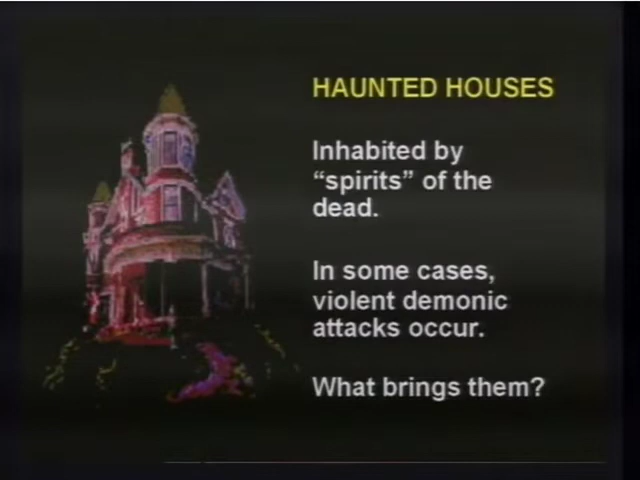 HAUNTED HOUSES
Inhabited by
“spirits” of the
dead.
In some cases,
violent demonic
attacks occur.
What brings them?